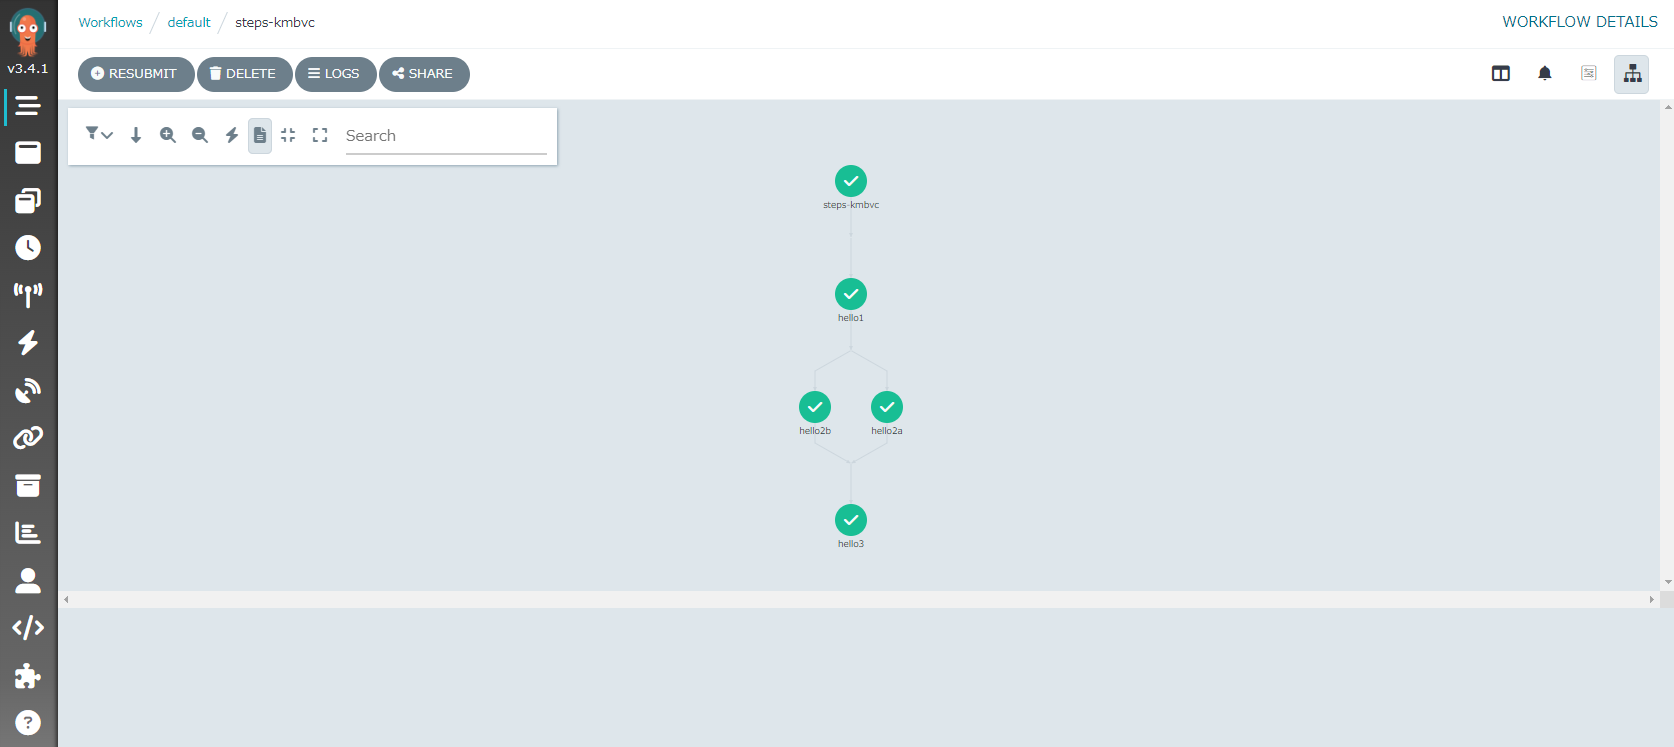 Workflows / default / steps-kmbvc
WORKFLOW DETAILS
v3.4.1
RESUBMIT
DELETE
LOGS
SHARE
Search
steps-kmbvc
hello1
hello2b
hello2a
hello3